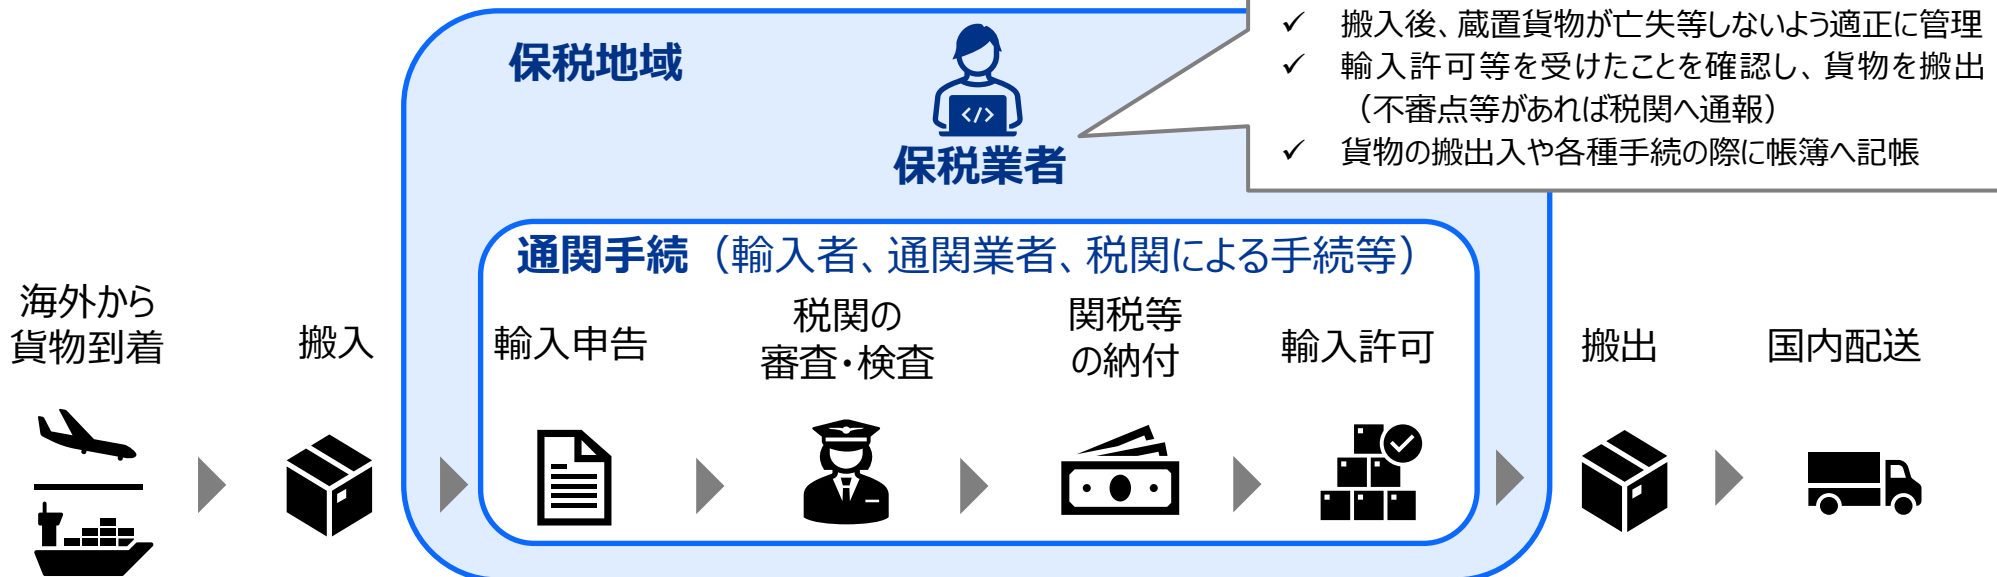 保税地域
保税業者
✓ 搬入後、蔵置貨物が亡失等しないよう適正に管理
✓ 輸入許可等を受けたことを確認し、貨物を搬出
（不審点等があれば税関へ通報）
✓ 貨物の搬出入や各種手続の際に帳簿へ記帳
通関手続（輸入者、通関業者、税関による手続等）
海外から
貨物到着
搬入
輸入申告
税関の
審査・検査
関税等
の納付
輸入許可
搬出
国内配送